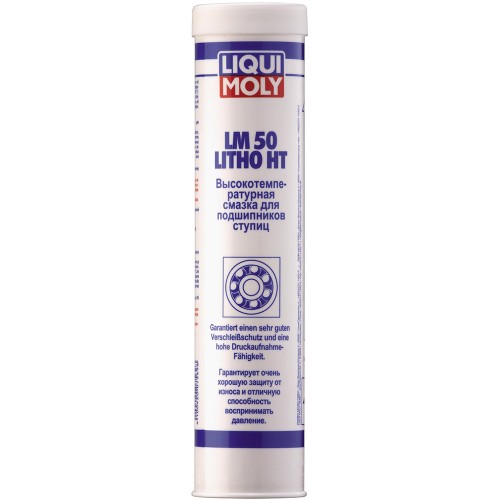 LIQUI
MOLY
LM 50
LITHO HT
Высокотемпе-
ратурная
смазка для
подшипников
ступиц
Garantiert einen sehr guten
Verschleißschutz und eine
hohe Druckaufnahme-
Fähigkeit.
Гарантирует очень
хорошую защиту от
износа и отличную
способность
воспринимать
давление.